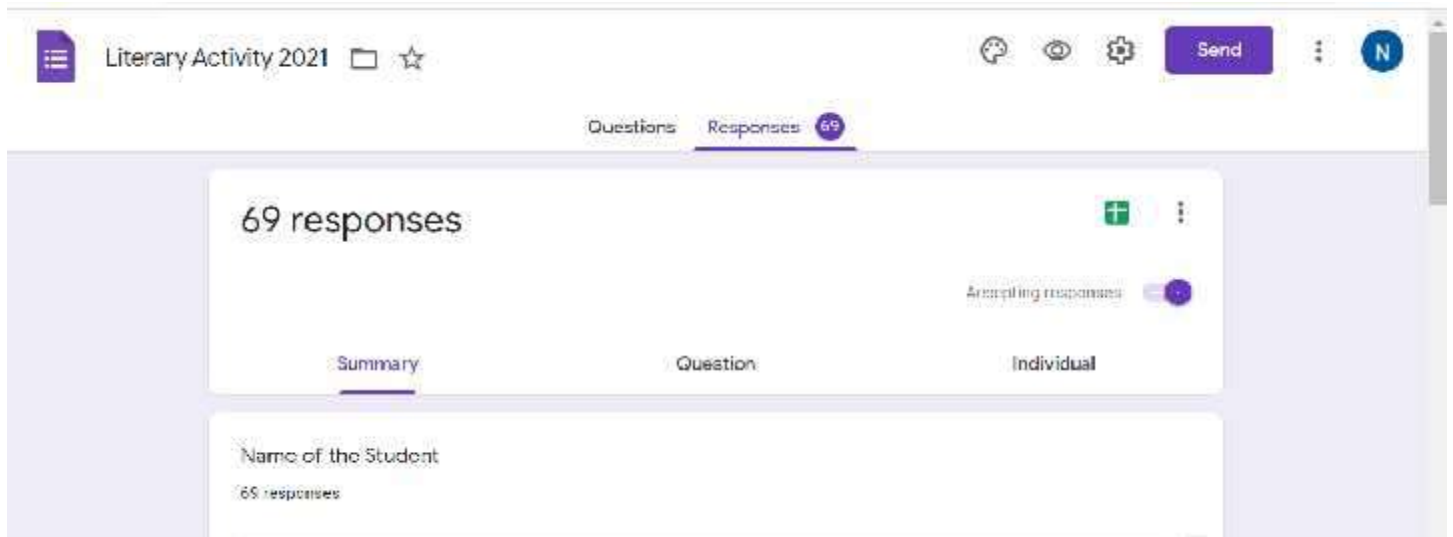 Literary Activity 2021
Send
N
Questions Responses 69
69 responses
Accepting responses
Summary Question Individual
Name of the Student
69 responses